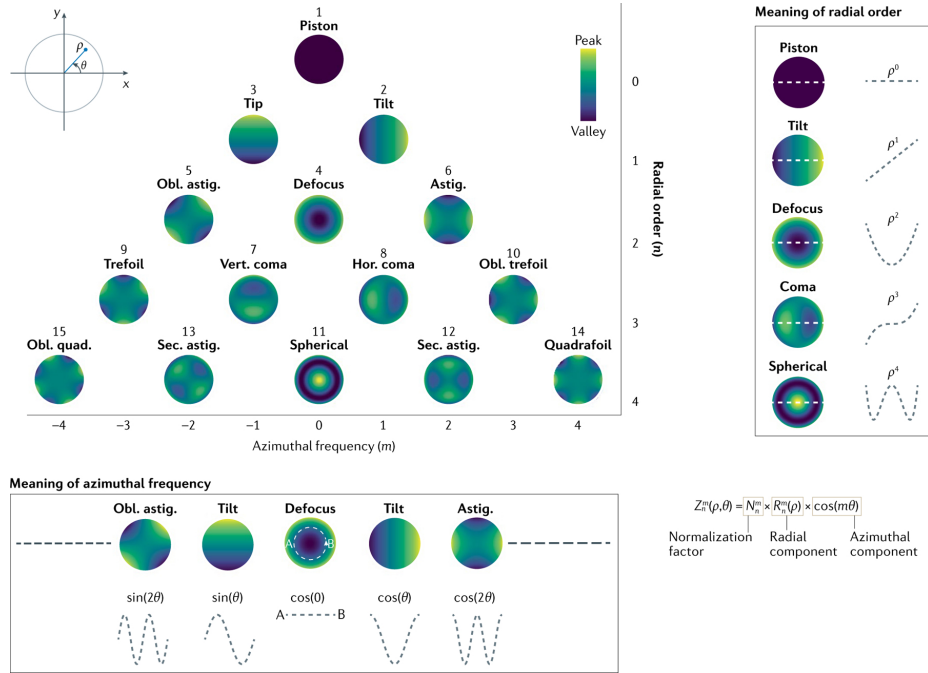 y
ρ
θ
x
1
Piston
Peak
Valley
0
3
Tip
2
Tilt
1
5
Obl. astig.
4
Defocus
6
Astig.
2
9
Trefoil
7
Vert. coma
8
Hor. coma
10
Obl. trefoil
3
15
Obl. quad.
13
Sec. astig.
11
Spherical
12
Sec. astig.
14
Quadrafoil
4
Radial order (n)
−4 −3 −2 −1 0 1 2 3 4
Azimuthal frequency (m)
Meaning of radial order
Piston
ρ⁰
Tilt
ρ¹
Defocus
ρ²
Coma
ρ³
Spherical
ρ⁴
Meaning of azimuthal frequency
Obl. astig. Tilt Defocus Tilt Astig.
A B
sin(2θ) sin(θ) cos(0) cos(θ) cos(2θ)
A B
Zₙᵐ(ρ,θ) = Nₙᵐ × Rₙᵐ(ρ) × cos(mθ)
Normalization factor
Radial component
Azimuthal component